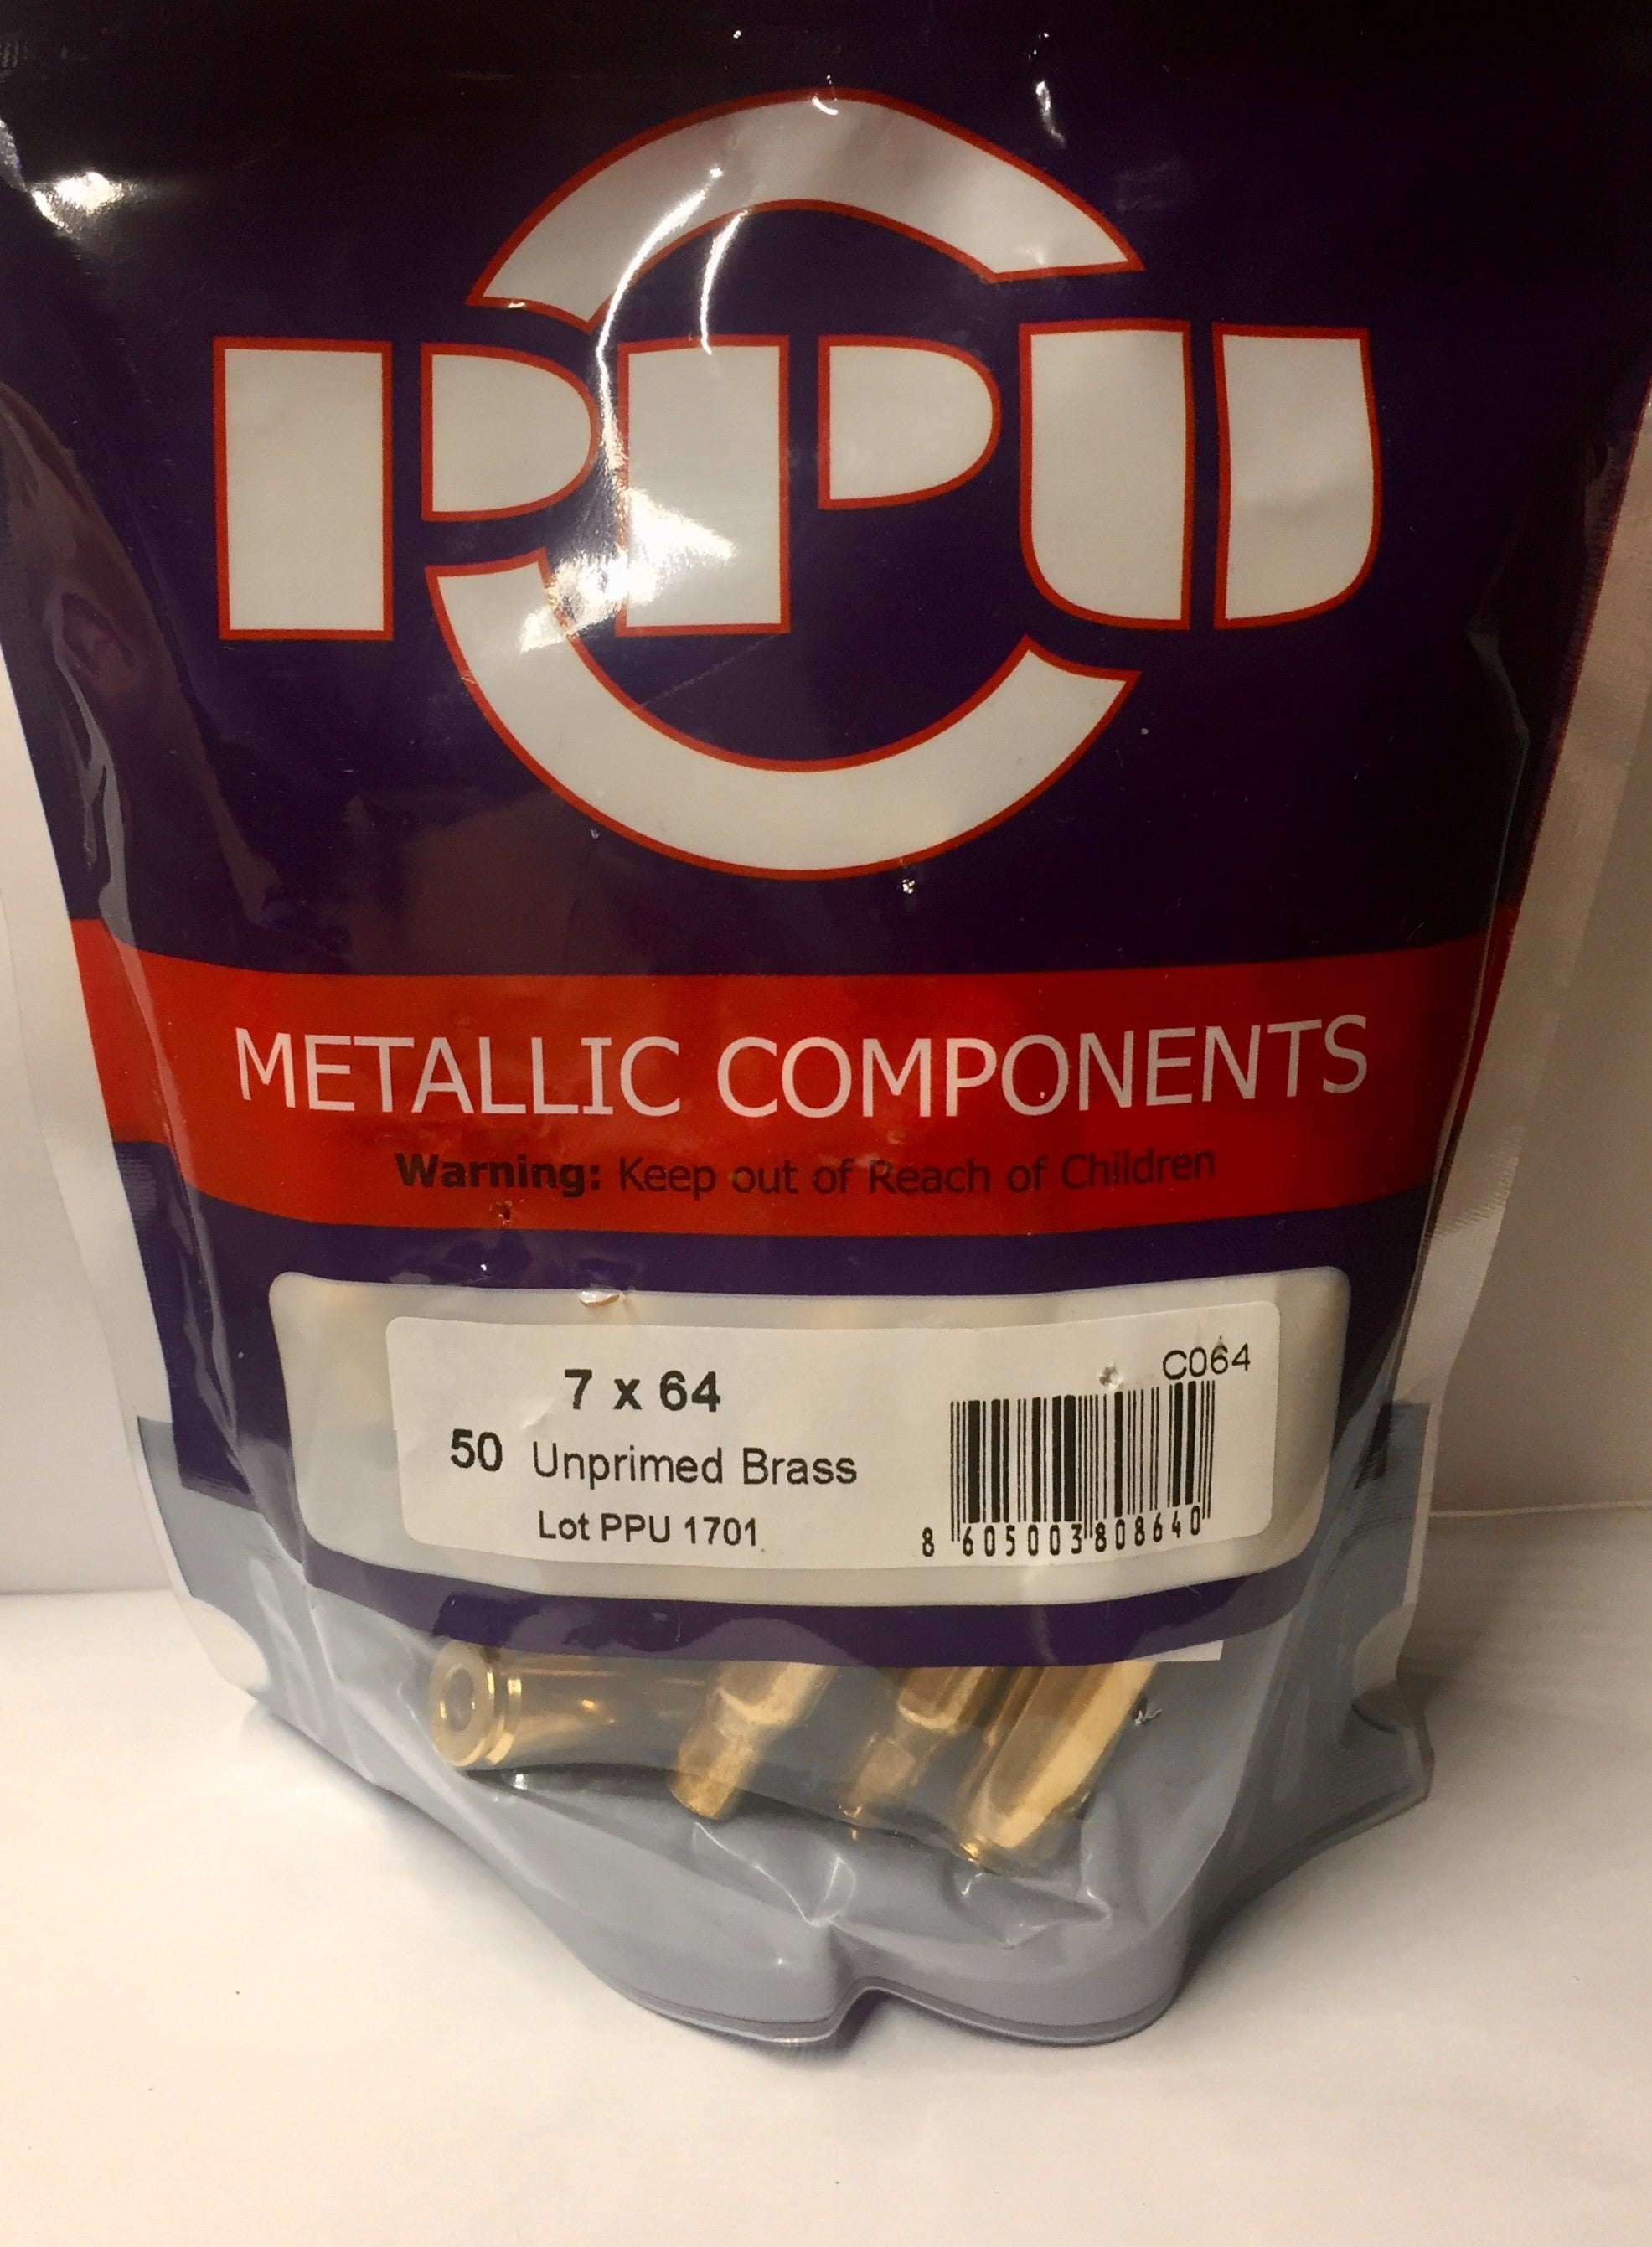 PPU
METALLIC COMPONENTS
Warning: Keep out of Reach of Children
7 x 64
C064
50 Unprimed Brass
Lot PPU 1701
8 605003 808640